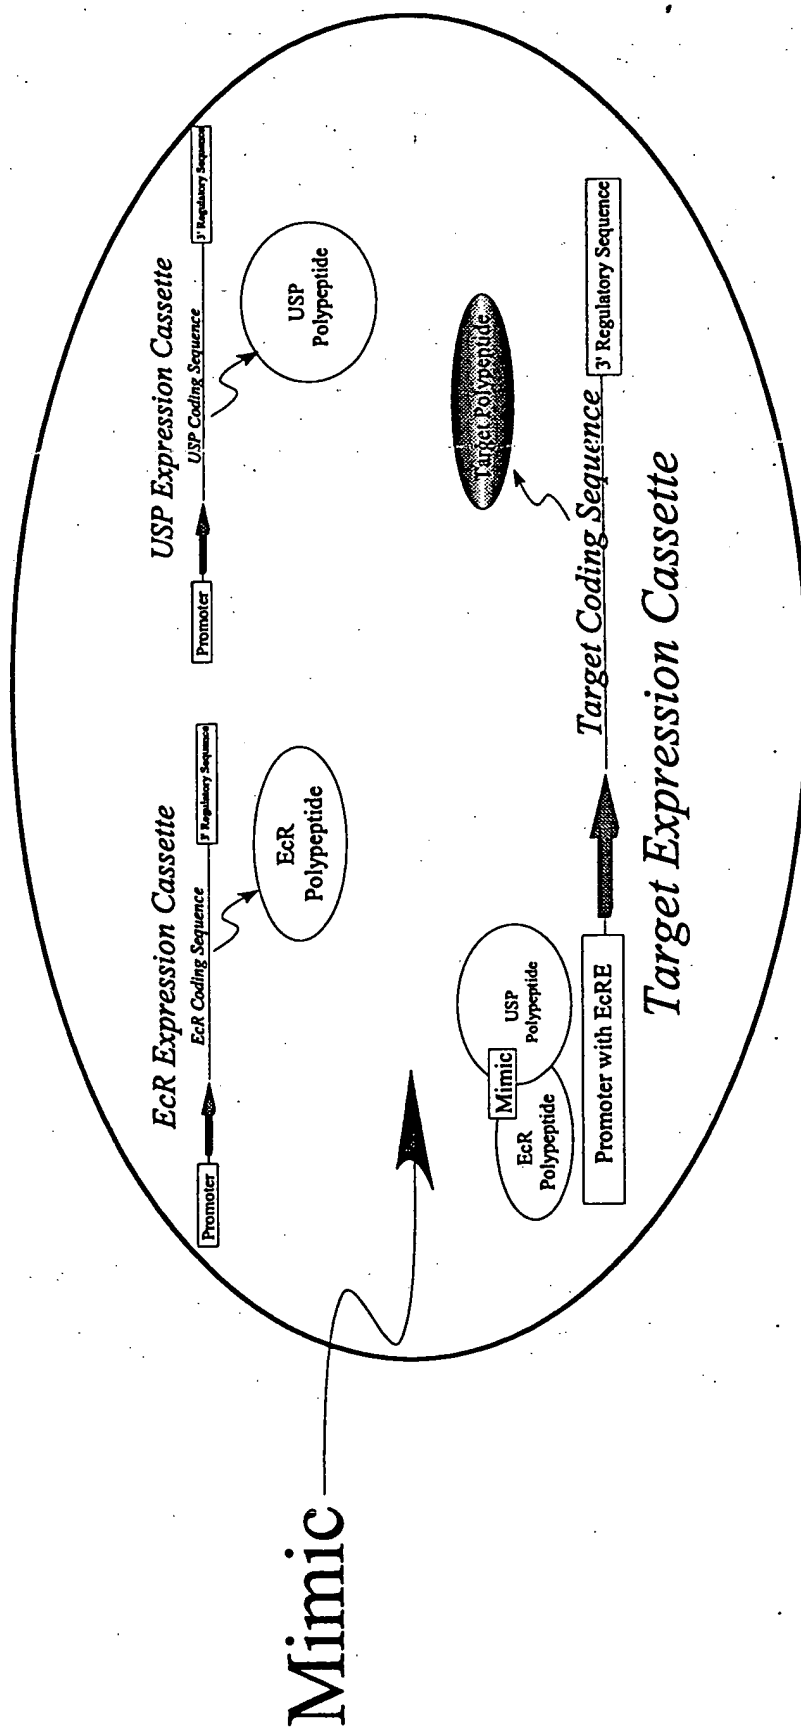 Mimic
EcR Expression Cassette
Promoter
EcR Coding Sequence
3' Regulatory Sequence
EcR
Polypeptide
USP Expression Cassette
Promoter
USP Coding Sequence
3' Regulatory Sequence
USP
Polypeptide
Mimic
EcR
Polypeptide
USP
Polypeptide
Promoter with EcRE
Target Coding Sequence
3' Regulatory Sequence
Target Polypeptide
Target Expression Cassette